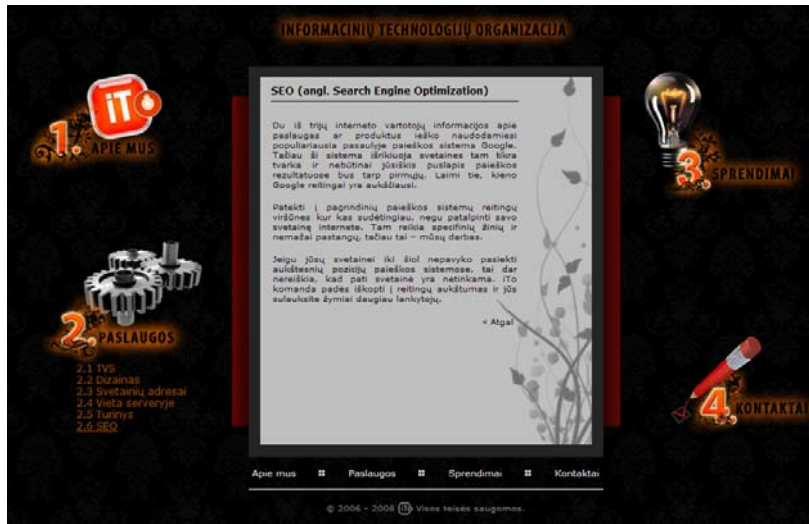 INFORMACINIŲ TECHNOLOGIJŲ ORGANIZACIJA
iT
1. APIE MUS
2. PASLAUGOS
2.1 TVS
2.2 Dizainas
2.3 Svetainių adresai
2.4 Vieta serveryje
2.5 Turinys
2.6 SEO
SEO (angl. Search Engine Optimization)
Du iš trijų interneto vartotojų informacijos apie
paslaugas ar produktus ieško naudodamiesi
populiariausia pasaulyje paieškos sistema Google.
Tačiau ši sistema išrikiuoja svetaines tam tikra
tvarka ir nebūtinai jūsiškis puslapis paieškos
rezultatuose bus tarp pirmųjų. Laimi tie, kieno
Google reitingai yra aukščiausi.
Patekti į pagrindinių paieškos sistemų reitingų
viršūnes kur kas sudėtingiau, negu patalpinti savo
svetainę internete. Tam reikia specifinių žinių ir
nemažai pastangų, tačiau tai – mūsų darbas.
Jeigu jūsų svetainei iki šiol nepavyko pasiekti
aukštesnių pozicijų paieškos sistemose, tai dar
nereiškia, kad pati svetainė yra netinkama. iTo
komanda padės iškopti į reitingų aukštumas ir jūs
sulauksite žymiai daugiau lankytojų.
« Atgal
3. SPRENDIMAI
4. KONTAKTAI
Apie mus Paslaugos Sprendimai Kontaktai
© 2006 - 2008 iTo Visos teisės saugomos.